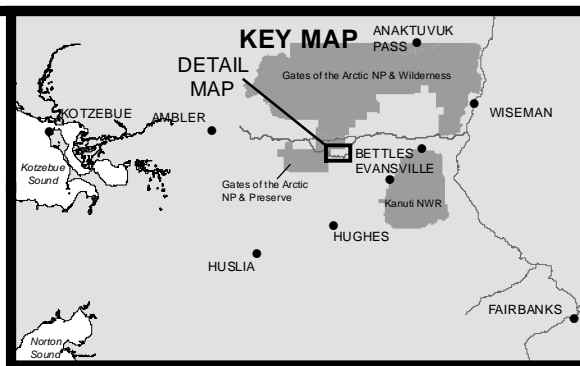 KEY MAP
ANAKTUVUK
PASS
DETAIL
MAP
Gates of the Arctic NP & Wilderness
KOTZEBUE
AMBLER
WISEMAN
Kotzebue
Sound
BETTLES
EVANSVILLE
Gates of the Arctic
NP & Preserve
Kanuti NWR
HUGHES
HUSLIA
FAIRBANKS
Norton
Sound